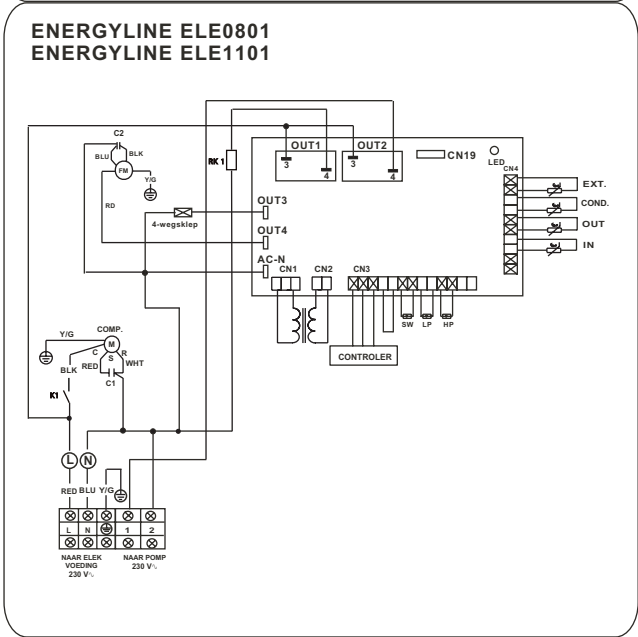 ENERGYLINE ELE0801
ENERGYLINE ELE1101
C2
BLU
BLK
FM
Y/G
RD
RK 1
OUT1
OUT2
3
4
3
4
CN19
LED
CN4
EXT.
COND.
OUT
IN
OUT3
4-wegsklep
OUT4
AC-N
CN1
CN2
CN3
SW
LP
HP
CONTROLER
Y/G
COMP.
M
C
S
R
RED
WHT
BLK
C1
K1
L
N
RED
BLU
Y/G
L
N
1
2
NAAR ELEK
VOEDING
230 V∿
NAAR POMP
230 V∿